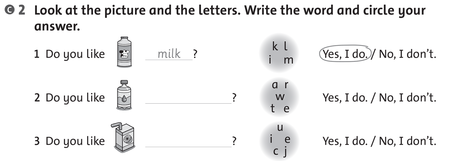 C 2 Look at the picture and the letters. Write the word and circle your
answer.
1 Do you like milk ? k l i m Yes, I do. / No, I don't.
2 Do you like ? a r w t e Yes, I do. / No, I don't.
3 Do you like ? u i e c j Yes, I do. / No, I don't.